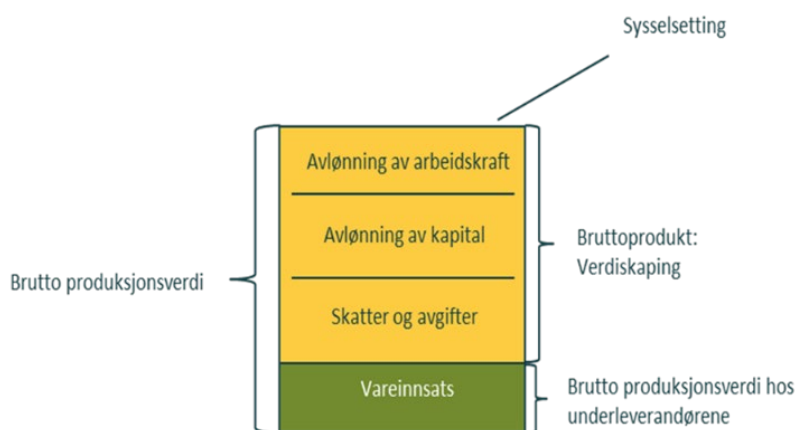 Sysselsetting
Avlønning av arbeidskraft
Avlønning av kapital
Bruttoprodukt:
Verdiskaping
Brutto produksjonsverdi
Skatter og avgifter
Vareinnsats
Brutto produksjonsverdi hos
underleverandørene